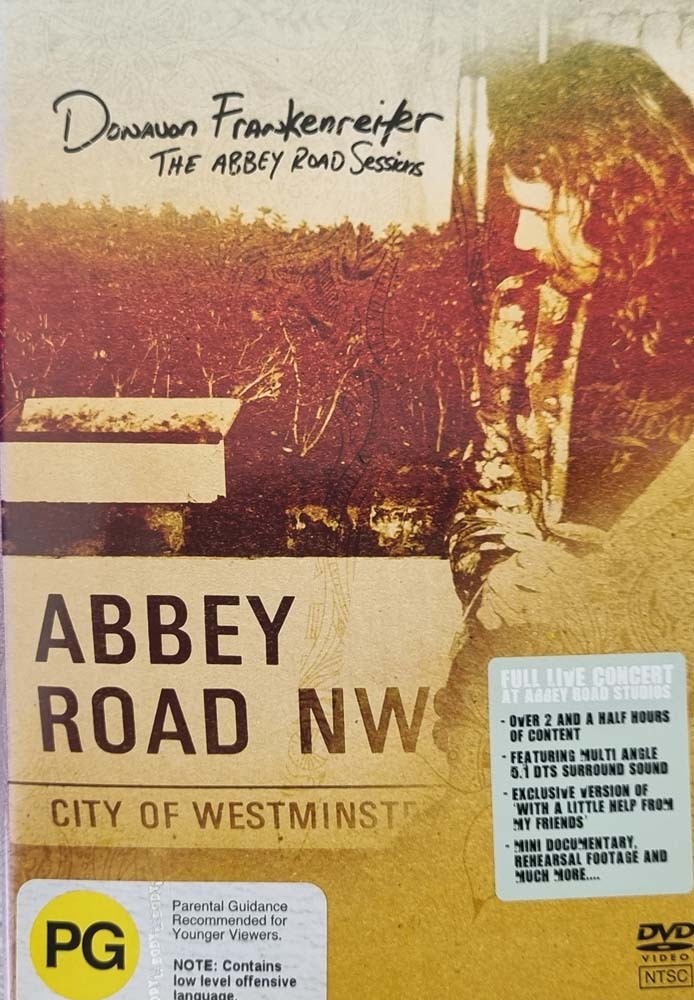 Donavon Frankenreiter
THE ABBEY ROAD Sessions
ABBEY
ROAD NW
CITY OF WESTMINSTE
FULL LIVE CONCERT
AT ABBEY ROAD STUDIOS
- OVER 2 AND A HALF HOURS
OF CONTENT
- FEATURING MULTI ANGLE
5.1 DTS SURROUND SOUND
- EXCLUSIVE VERSION OF
'WITH A LITTLE HELP FROM
MY FRIENDS'
- MINI DOCUMENTARY,
REHEARSAL FOOTAGE AND
MUCH MORE....
PG
Parental Guidance
Recommended for
Younger Viewers.
NOTE: Contains
low level offensive
language.
DVD
VIDEO
NTSC